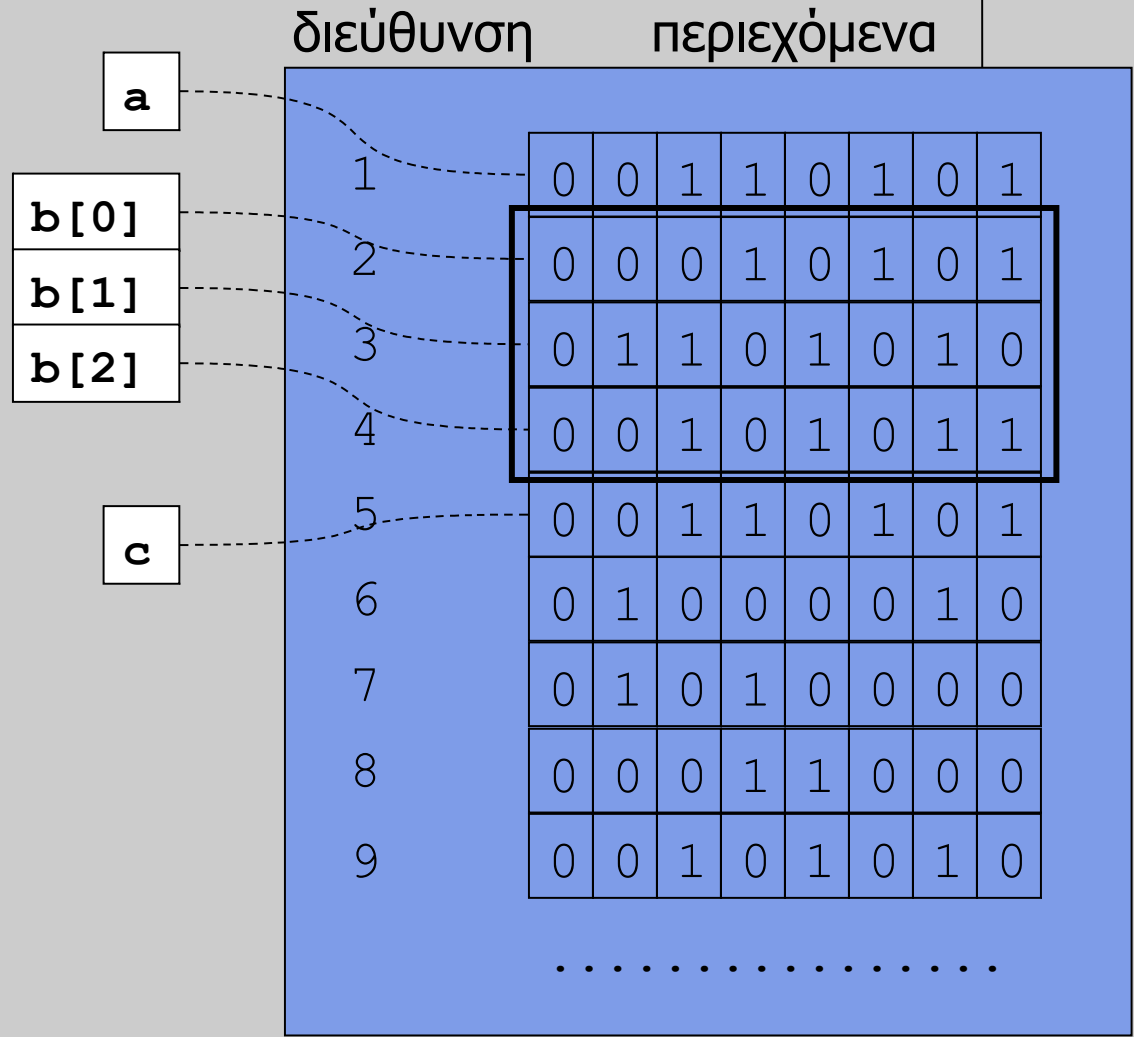 διεύθυνση περιεχόμενα
a
1 0 0 1 1 0 1 0 1
b[0]
2 0 0 0 1 0 1 0 1
b[1]
3 0 1 1 0 1 0 1 0
b[2]
4 0 0 1 0 1 0 1 1
5 0 0 1 1 0 1 0 1
c
6 0 1 0 0 0 0 1 0
7 0 1 0 1 0 0 0 0
8 0 0 0 1 1 0 0 0
9 0 0 1 0 1 0 1 0
................